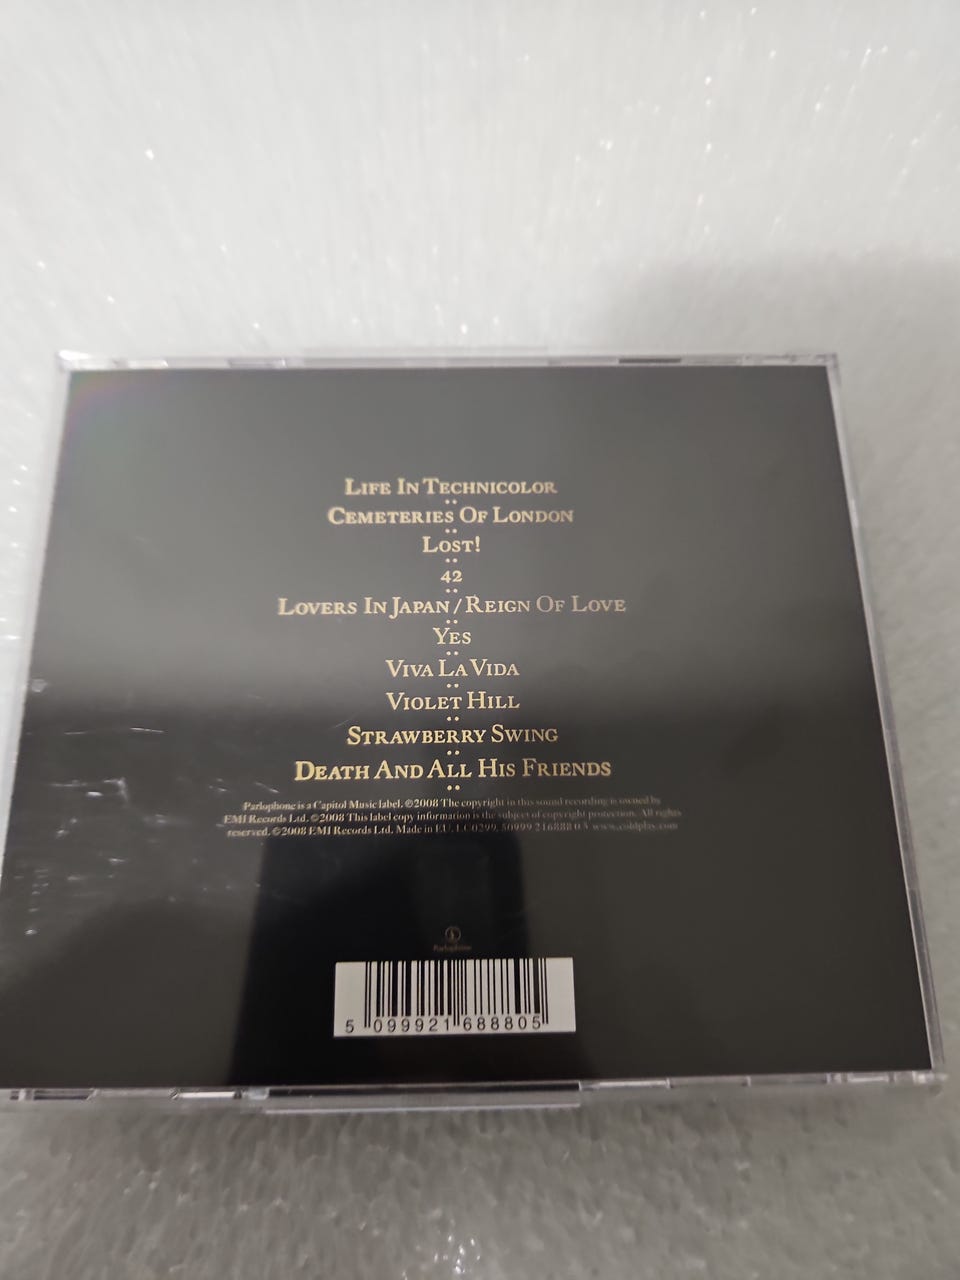 LIFE IN TECHNICOLOR
CEMETERIES OF LONDON
LOST!
42
LOVERS IN JAPAN / REIGN OF LOVE
YES
VIVA LA VIDA
VIOLET HILL
STRAWBERRY SWING
DEATH AND ALL HIS FRIENDS
Parlophone is a Capitol Music label. ℗2008 The copyright in this sound recording is owned by
EMI Records Ltd. ©2008 This label copy information is the subject of copyright protection. All rights
reserved. ©2008 EMI Records Ltd. Made in EU. LC0299. 50999 216888 0 5 www.coldplay.com
Parlophone
5 099921 688805